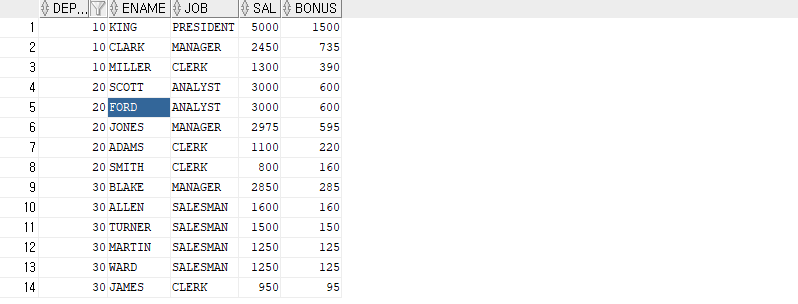 DEP... ENAME JOB SAL BONUS
1 10 KING PRESIDENT 5000 1500
2 10 CLARK MANAGER 2450 735
3 10 MILLER CLERK 1300 390
4 20 SCOTT ANALYST 3000 600
5 20 FORD ANALYST 3000 600
6 20 JONES MANAGER 2975 595
7 20 ADAMS CLERK 1100 220
8 20 SMITH CLERK 800 160
9 30 BLAKE MANAGER 2850 285
10 30 ALLEN SALESMAN 1600 160
11 30 TURNER SALESMAN 1500 150
12 30 MARTIN SALESMAN 1250 125
13 30 WARD SALESMAN 1250 125
14 30 JAMES CLERK 950 95